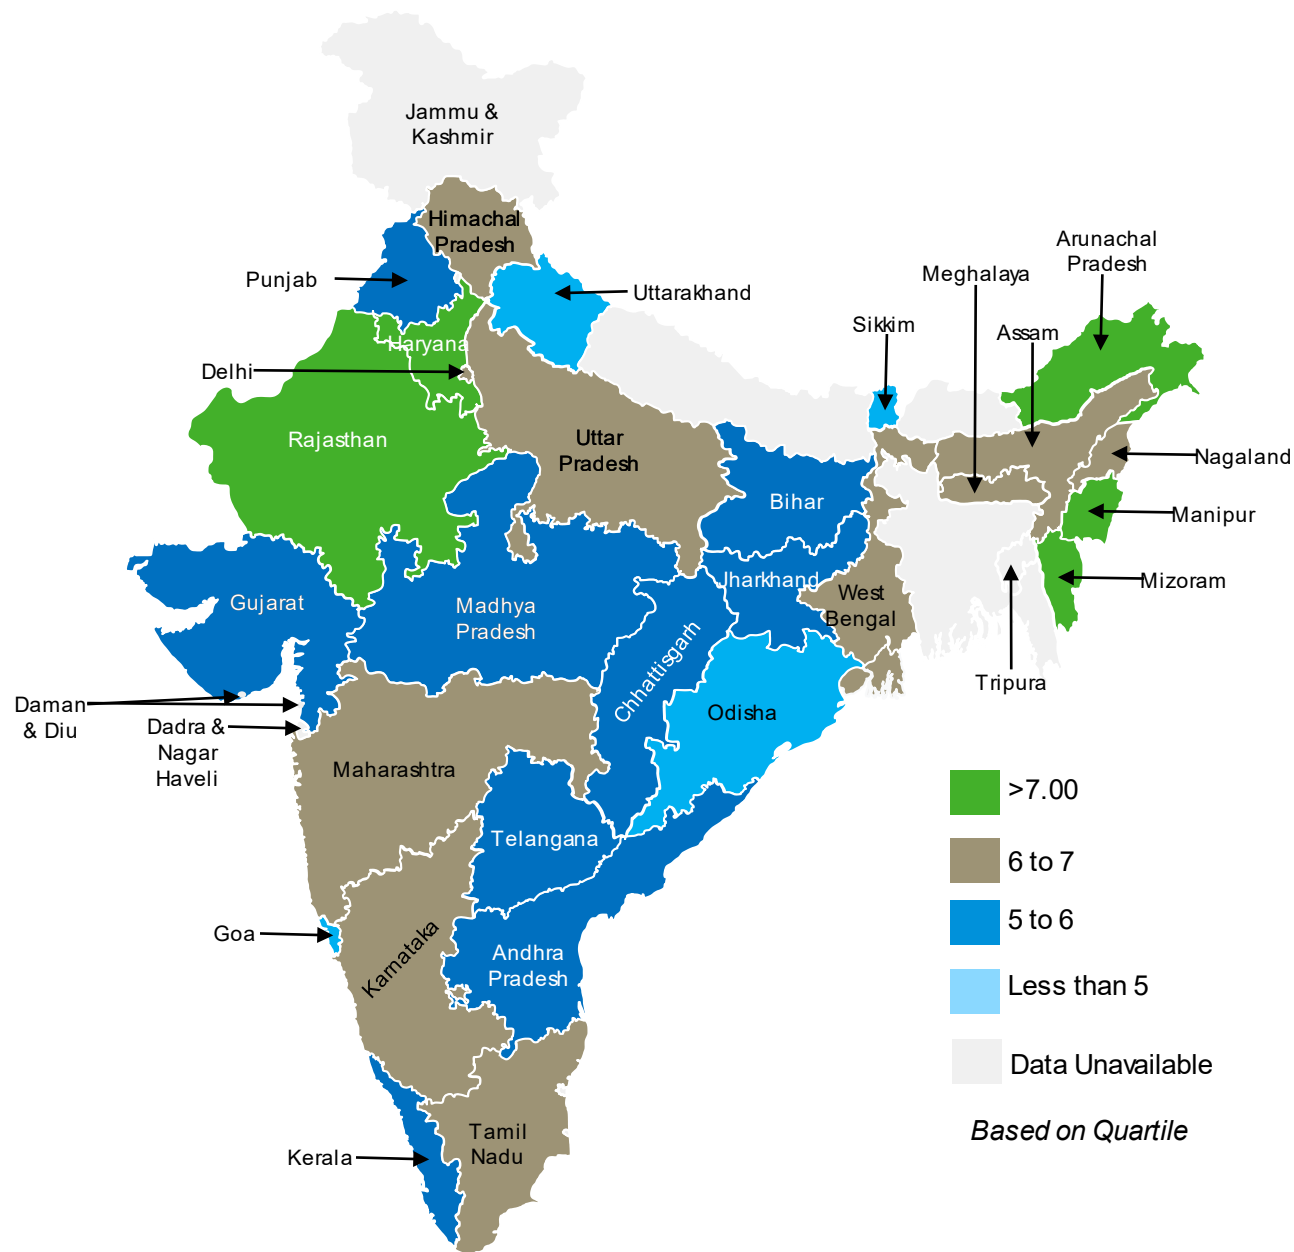 Jammu &
Kashmir
Himachal
Pradesh
Punjab
Uttarakhand
Arunachal
Pradesh
Meghalaya
Sikkim
Assam
Haryana
Delhi
Rajasthan
Uttar
Pradesh
Nagaland
Bihar
Manipur
Jharkhand
Mizoram
Gujarat
Madhya
Pradesh
West
Bengal
Chhattisgarh
Tripura
Daman
& Diu
Dadra &
Nagar
Haveli
Odisha
Maharashtra
>7.00
Telangana
6 to 7
5 to 6
Goa
Karnataka
Andhra
Pradesh
Less than 5
Data Unavailable
Based on Quartile
Tamil
Nadu
Kerala